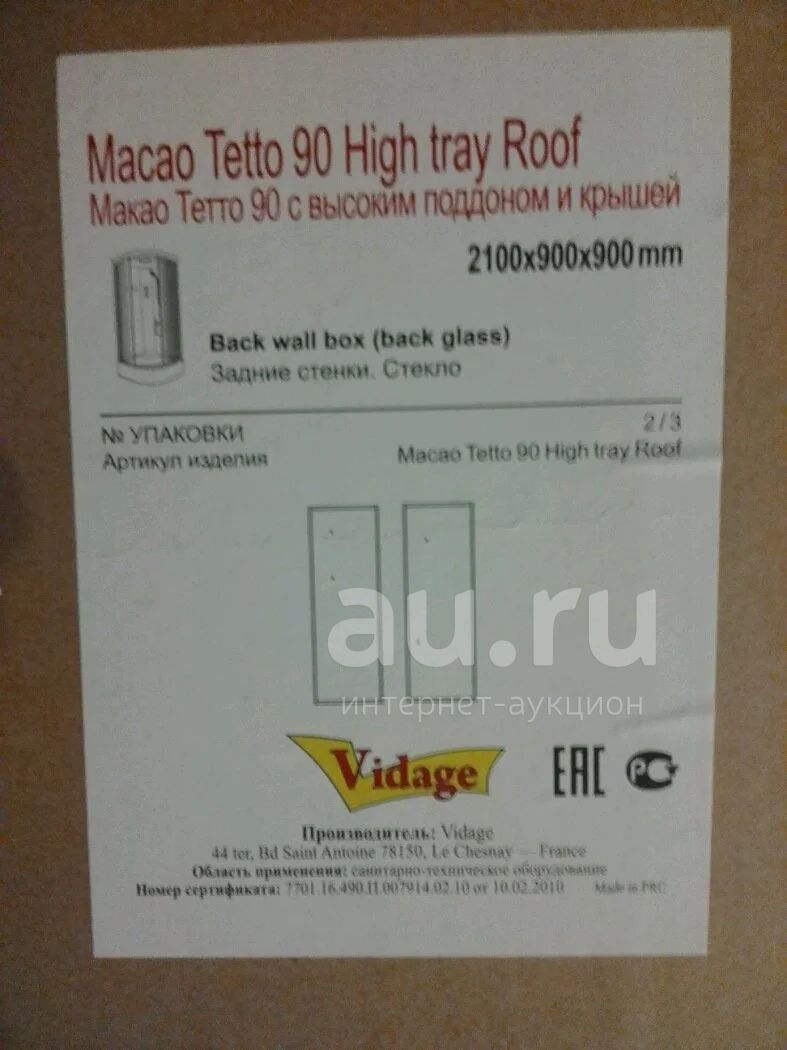 Macao Tetto 90 High tray Roof
Макао Тетто 90 с высоким поддоном и крышей
2100x900x900 mm
Back wall box (back glass)
Задние стенки. Стекло
№ УПАКОВКИ 2/3
Артикул изделия Macao Tetto 90 High tray Roof
au.ru
интернет-аукцион
Vidage
EAC PC
Производитель: Vidage
44 ter, Bd Saint Antoine 78150, Le Chesnay — France
Область применения: санитарно-техническое оборудование
Номер сертификата: 7701.16.490.П.007914.02.10 от 10.02.2010 Made in PRC